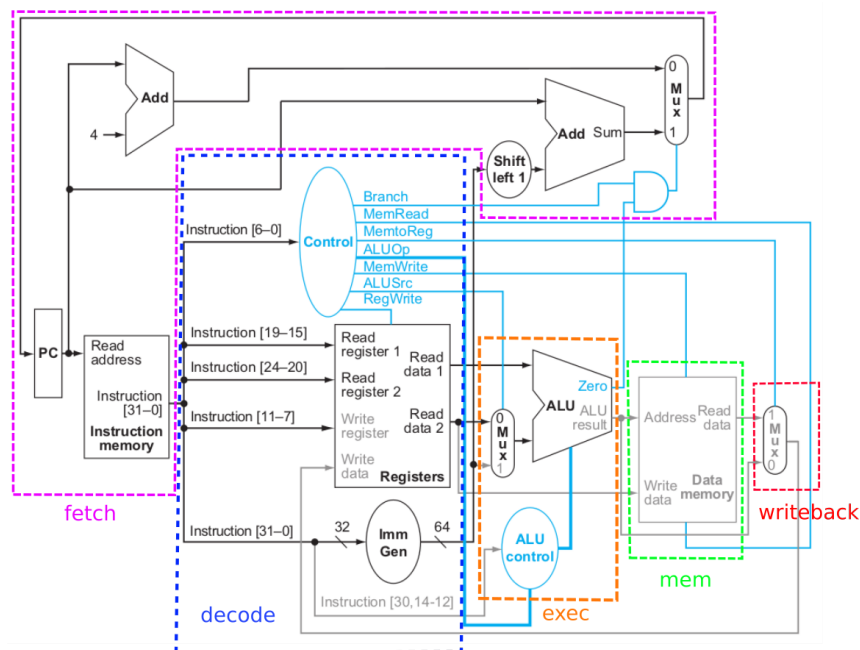 Add
4
Add Sum
0
Mux
1
Shift
left 1
Branch
MemRead
MemtoReg
ALUOp
MemWrite
ALUSrc
RegWrite
Control
Instruction [6–0]
PC
Read
address
Instruction
[31–0]
Instruction
memory
Instruction [19–15]
Instruction [24–20]
Instruction [11–7]
Instruction [31–0]
Read
register 1
Read
register 2
Write
register
Write
data
Read
data 1
Read
data 2
Registers
32
Imm
Gen
64
Instruction [30,14-12]
0
Mux
1
ALU
Zero
ALU
result
ALU
control
Address
Read
data
Write
data
Data
memory
1
Mux
0
fetch
decode
exec
mem
writeback